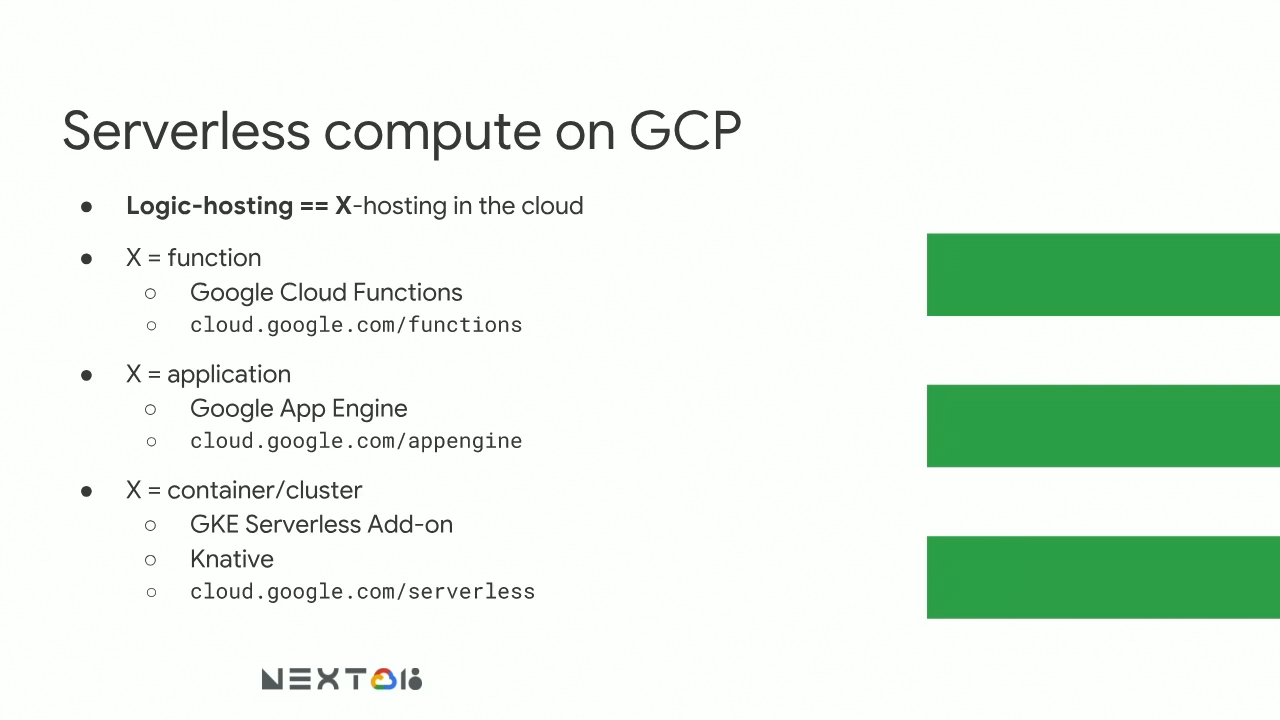 Serverless compute on GCP
● Logic-hosting == X-hosting in the cloud
● X = function
○ Google Cloud Functions
○ cloud.google.com/functions
● X = application
○ Google App Engine
○ cloud.google.com/appengine
● X = container/cluster
○ GKE Serverless Add-on
○ Knative
○ cloud.google.com/serverless
NEXT 18